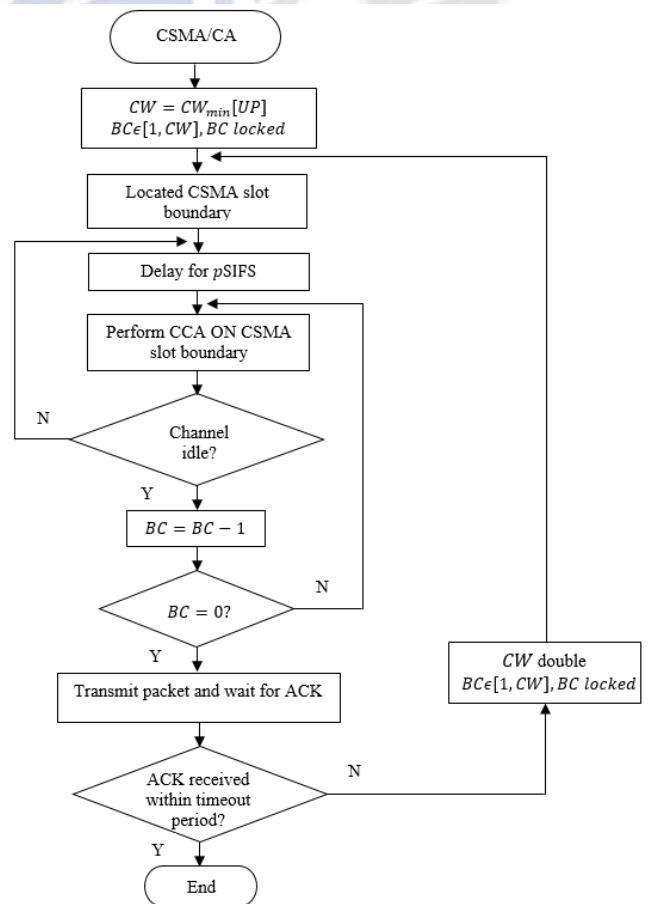 CSMA/CA
CW = CWmin[UP]
BCϵ[1, CW], BC locked
Located CSMA slot
boundary
Delay for pSIFS
Perform CCA ON CSMA
slot boundary
N
Channel
idle?
Y
BC = BC − 1
N
BC = 0?
Y
CW double
BCϵ[1, CW], BC locked
Transmit packet and wait for ACK
N
ACK received
within timeout
period?
Y
End